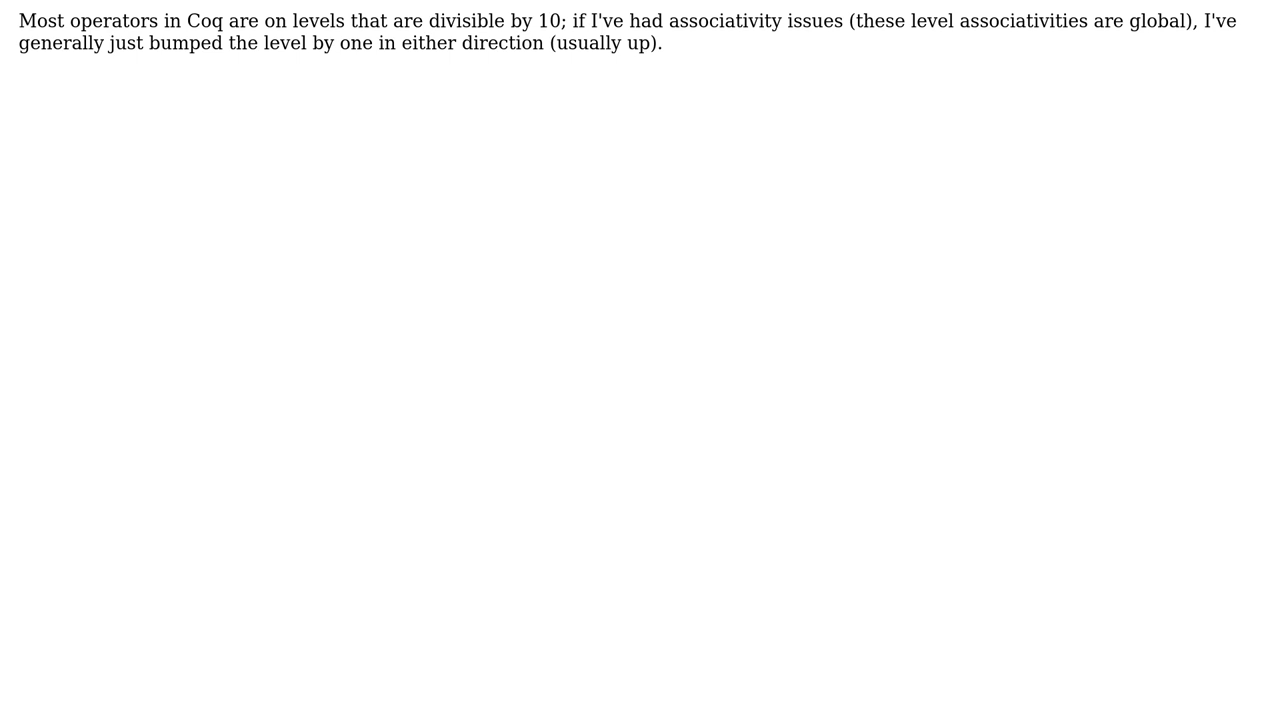 Most operators in Coq are on levels that are divisible by 10; if I've had associativity issues (these level associativities are global), I've
generally just bumped the level by one in either direction (usually up).